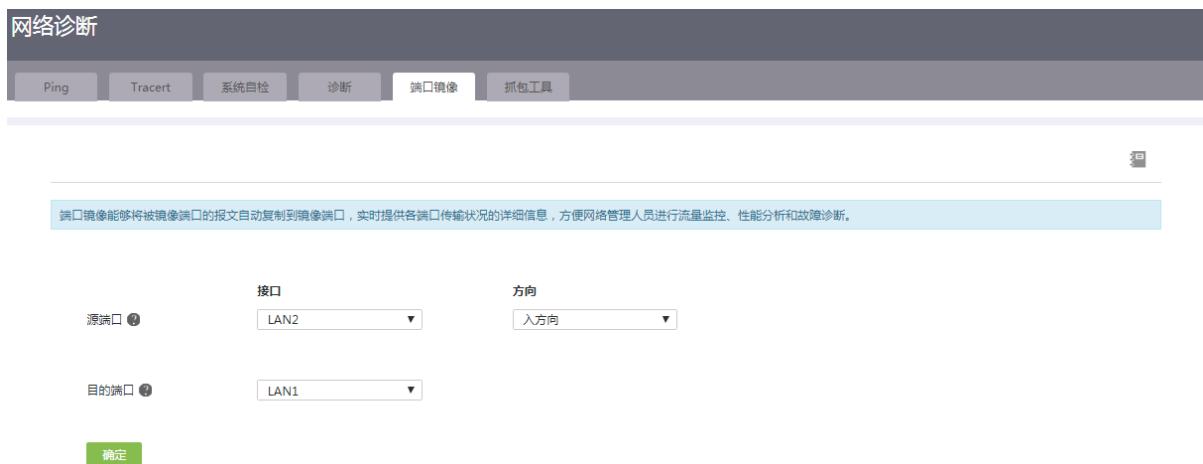 网络诊断
Ping Tracert 系统自检 诊断 端口镜像 抓包工具
端口镜像能够将被镜像端口的报文自动复制到镜像端口，实时提供各端口传输状况的详细信息，方便网络管理人员进行流量监控、性能分析和故障诊断。
接口 方向
源端口 LAN2 入方向
目的端口 LAN1
确定